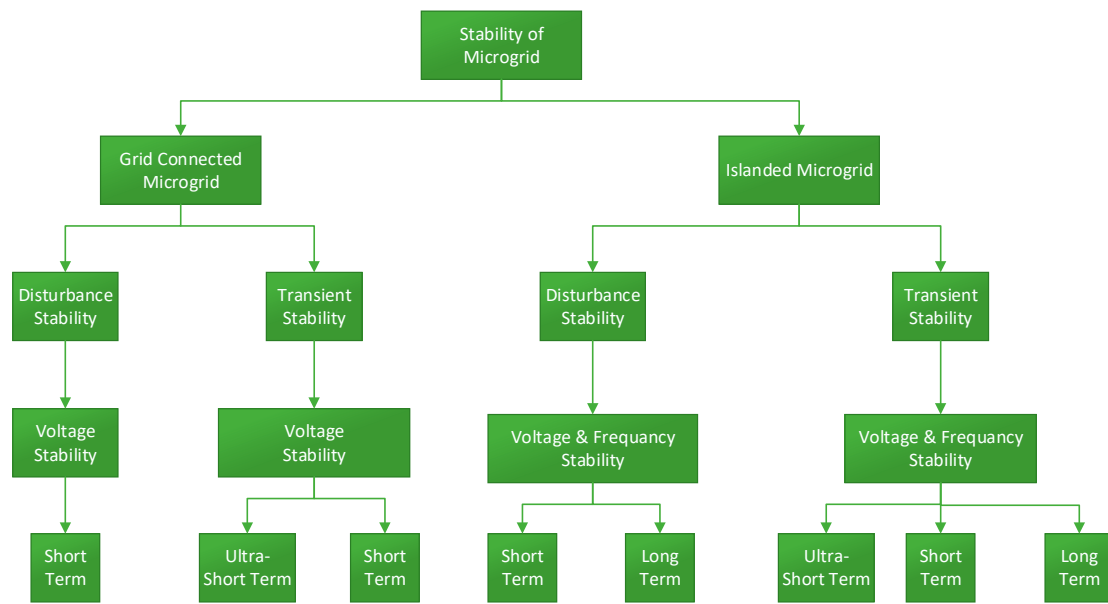 Stability of
Microgrid
Grid Connected
Microgrid
Islanded Microgrid
Disturbance
Stability
Transient
Stability
Disturbance
Stability
Transient
Stability
Voltage
Stability
Voltage
Stability
Voltage & Frequancy
Stability
Voltage & Frequancy
Stability
Short
Term
Ultra-
Short Term
Short
Term
Short
Term
Long
Term
Ultra-
Short Term
Short
Term
Long
Term